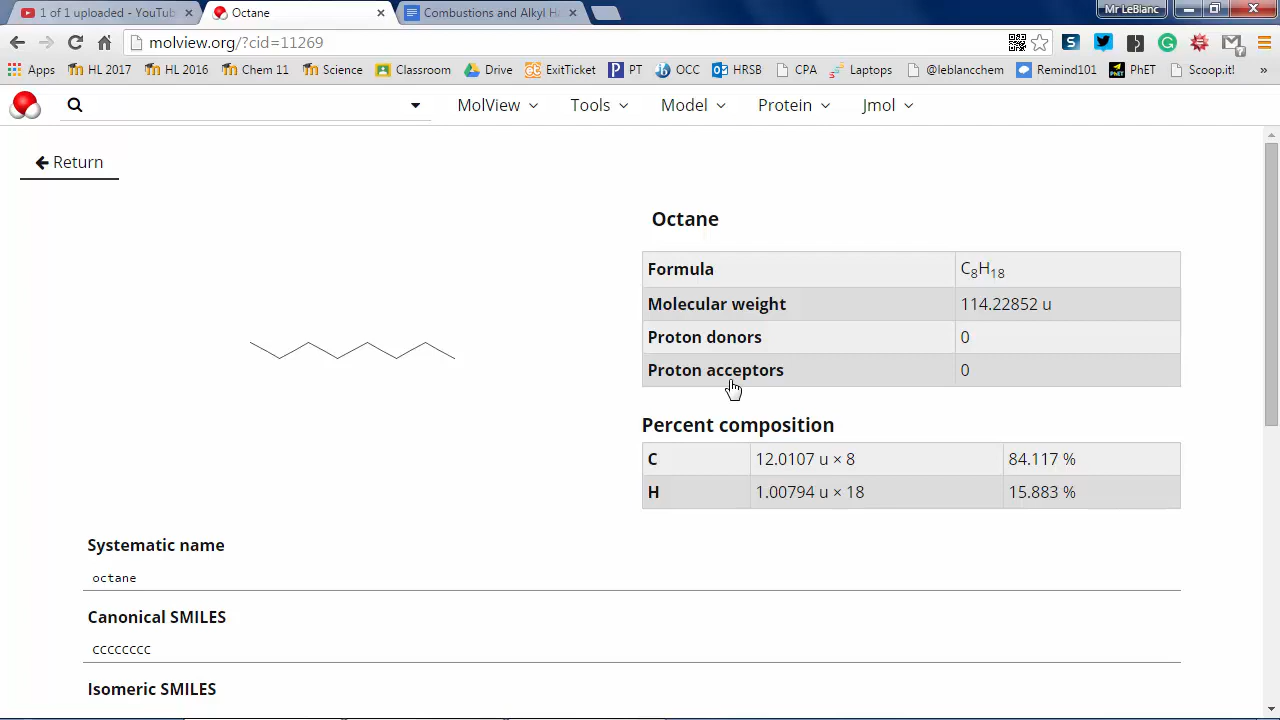 1 of 1 uploaded - YouTub
Octane
Combustions and Alkyl H
Mr LeBlanc
molview.org/?cid=11269
Apps HL 2017 HL 2016 Chem 11 Science Classroom Drive ExitTicket PT OCC HRSB CPA Laptops @leblancchem Remind101 PhET Scoop.it! »
MolView Tools Model Protein Jmol
Return
Octane
Formula C₈H₁₈
Molecular weight 114.22852 u
Proton donors 0
Proton acceptors 0
Percent composition
C 12.0107 u × 8 84.117 %
H 1.00794 u × 18 15.883 %
Systematic name
octane
Canonical SMILES
CCCCCCCC
Isomeric SMILES